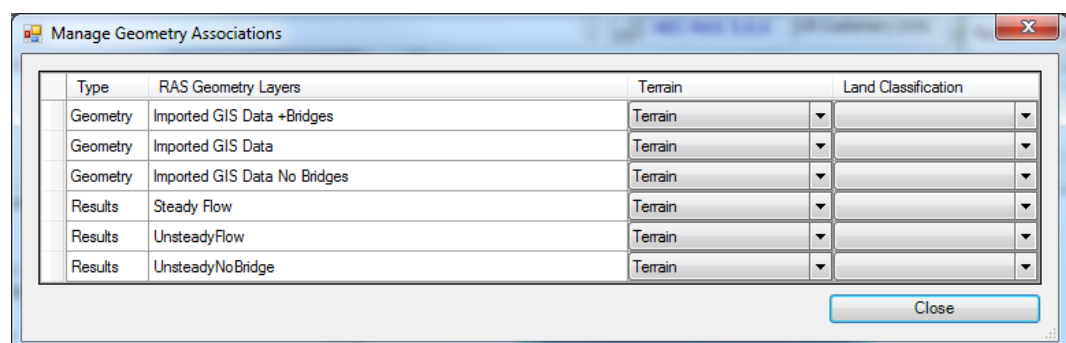 Manage Geometry Associations
Type RAS Geometry Layers Terrain Land Classification
Geometry Imported GIS Data +Bridges Terrain
Geometry Imported GIS Data Terrain
Geometry Imported GIS Data No Bridges Terrain
Results Steady Flow Terrain
Results UnsteadyFlow Terrain
Results UnsteadyNoBridge Terrain
Close